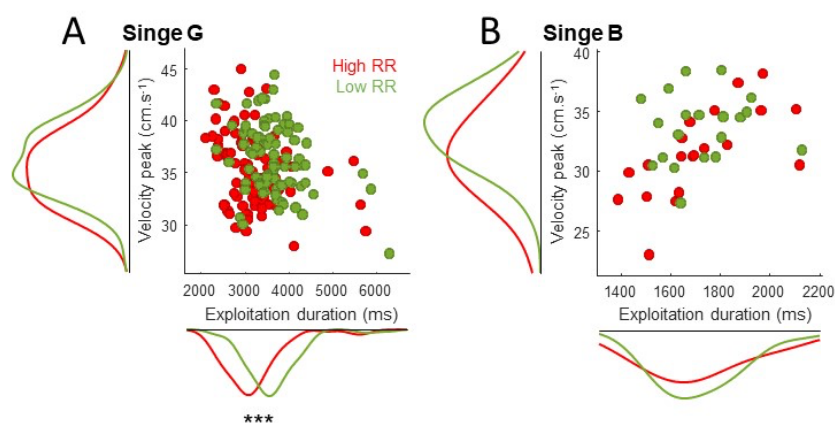 A Singe G
High RR
Low RR
Velocity peak (cm.s⁻¹)
45
40
35
30
2000 3000 4000 5000 6000
Exploitation duration (ms)
***
B Singe B
Velocity peak (cm.s⁻¹)
40
35
30
25
1400 1600 1800 2000 2200
Exploitation duration (ms)